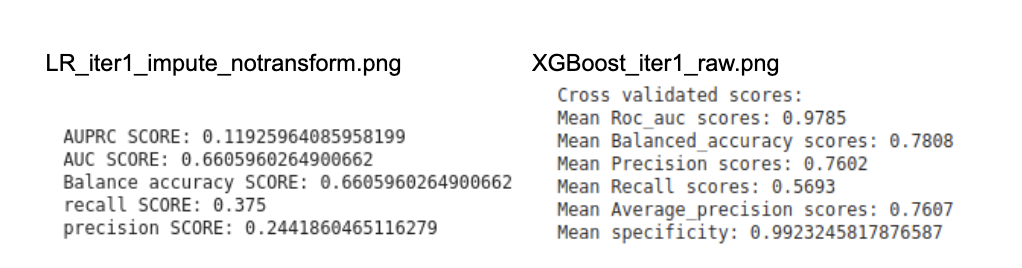 LR_iter1_impute_notransform.png
AUPRC SCORE: 0.11925964085958199
AUC SCORE: 0.6605960264900662
Balance accuracy SCORE: 0.6605960264900662
recall SCORE: 0.375
precision SCORE: 0.2441860465116279
XGBoost_iter1_raw.png
Cross validated scores:
Mean Roc_auc scores: 0.9785
Mean Balanced_accuracy scores: 0.7808
Mean Precision scores: 0.7602
Mean Recall scores: 0.5693
Mean Average_precision scores: 0.7607
Mean specificity: 0.9923245817876587